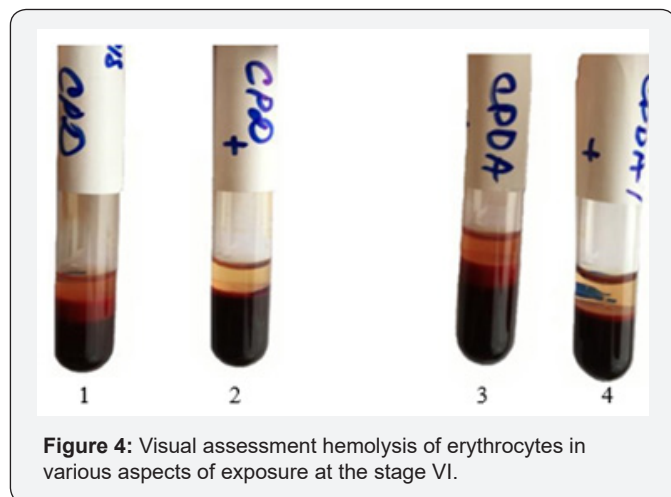 CPD
CPD
+
CPDA
CPDA1
+
1
2
3
4
Figure 4: Visual assessment hemolysis of erythrocytes in
various aspects of exposure at the stage VI.